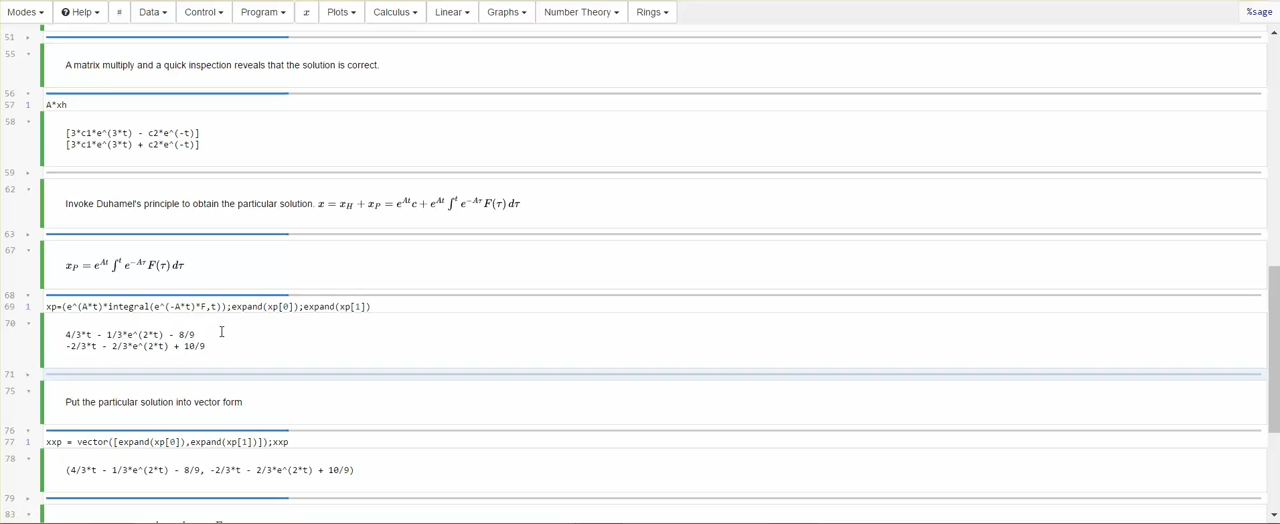 Modes Help # Data Control Program x Plots Calculus Linear Graphs Number Theory Rings %sage
51
55
A matrix multiply and a quick inspection reveals that the solution is correct.
56
57 1 A*xh
58
[3*c1*e^(3*t) - c2*e^(-t)]
[3*c1*e^(3*t) + c2*e^(-t)]
59
62
Invoke Duhamel's principle to obtain the particular solution. x = x_H + x_P = e^{At}c + e^{At} ∫^t e^{-Aτ} F(τ) dτ
63
67
x_P = e^{At} ∫^t e^{-Aτ} F(τ) dτ
68
69 1 xp=(e^(A*t)*integral(e^(-A*t)*F,t));expand(xp[0]);expand(xp[1])
70
4/3*t - 1/3*e^(2*t) - 8/9
-2/3*t - 2/3*e^(2*t) + 10/9
71
75
Put the particular solution into vector form
76
77 1 xxp = vector([expand(xp[0]),expand(xp[1])]);xxp
78
(4/3*t - 1/3*e^(2*t) - 8/9, -2/3*t - 2/3*e^(2*t) + 10/9)
79
83